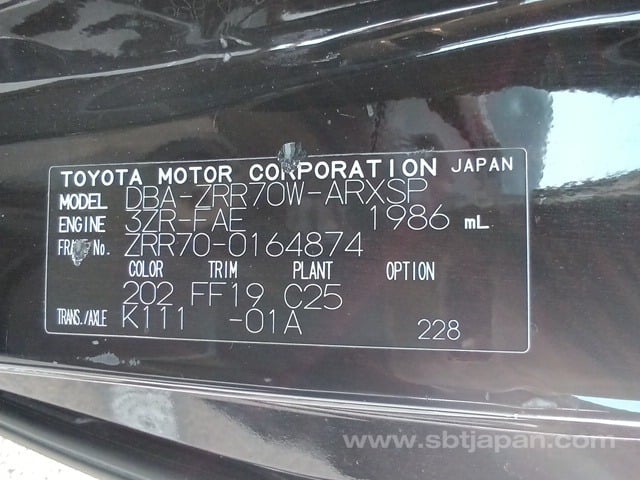 TOYOTA MOTOR CORPORATION JAPAN
MODEL DBA-ZRR70W-ARXSP
ENGINE 3ZR-FAE 1986 mL
No. ZRR70-0164874
COLOR TRIM PLANT OPTION
202 FF19 C25
TRANS./AXLE K111 -01A 228
www.sbtjapan.com